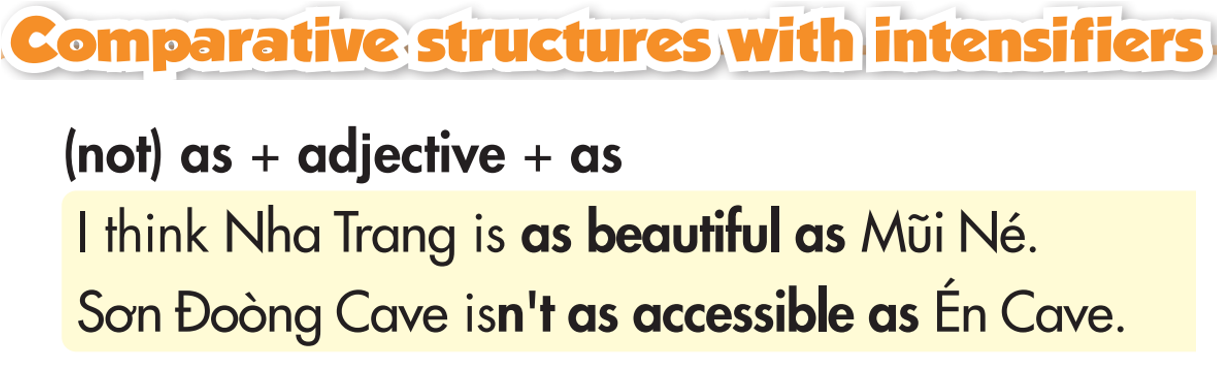 Comparative structures with intensifiers
(not) as + adjective + as
I think Nha Trang is as beautiful as Mũi Né.
Sơn Đoòng Cave isn't as accessible as Én Cave.